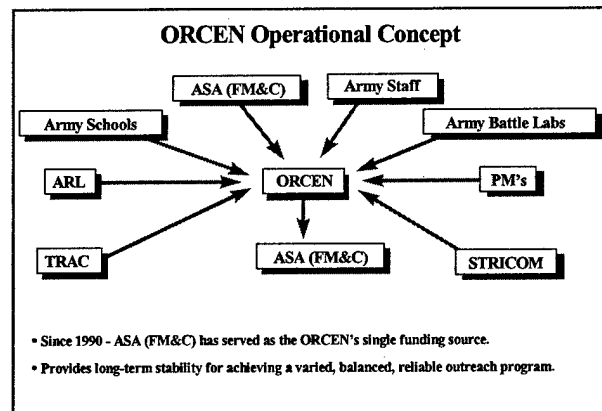 ORCEN Operational Concept
ASA (FM&C)
Army Staff
Army Schools
Army Battle Labs
ARL
ORCEN
PM's
TRAC
ASA (FM&C)
STRICOM
• Since 1990 - ASA (FM&C) has served as the ORCEN's single funding source.
• Provides long-term stability for achieving a varied, balanced, reliable outreach program.